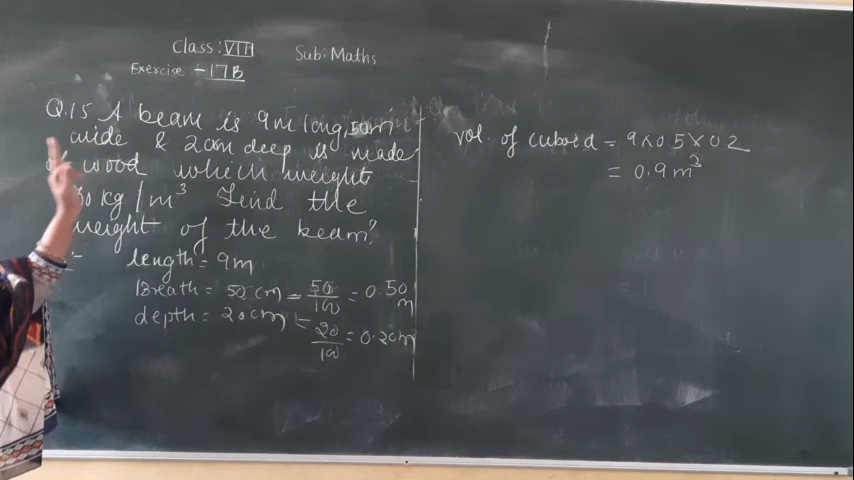 Class: VII Sub: Maths
Exercise - 17B
Q.15 A beam is 9m long, 50cm
wide & 20cm deep is made
wood which weight
30 kg/m³ Find the
weight of the beam?
length = 9m
Breath = 50 cm = 50/100 = 0.50 m
depth = 20cm = 20/100 = 0.20m
vol. of cuboid = 9 x 0.5 x 0.2
= 0.9 m³